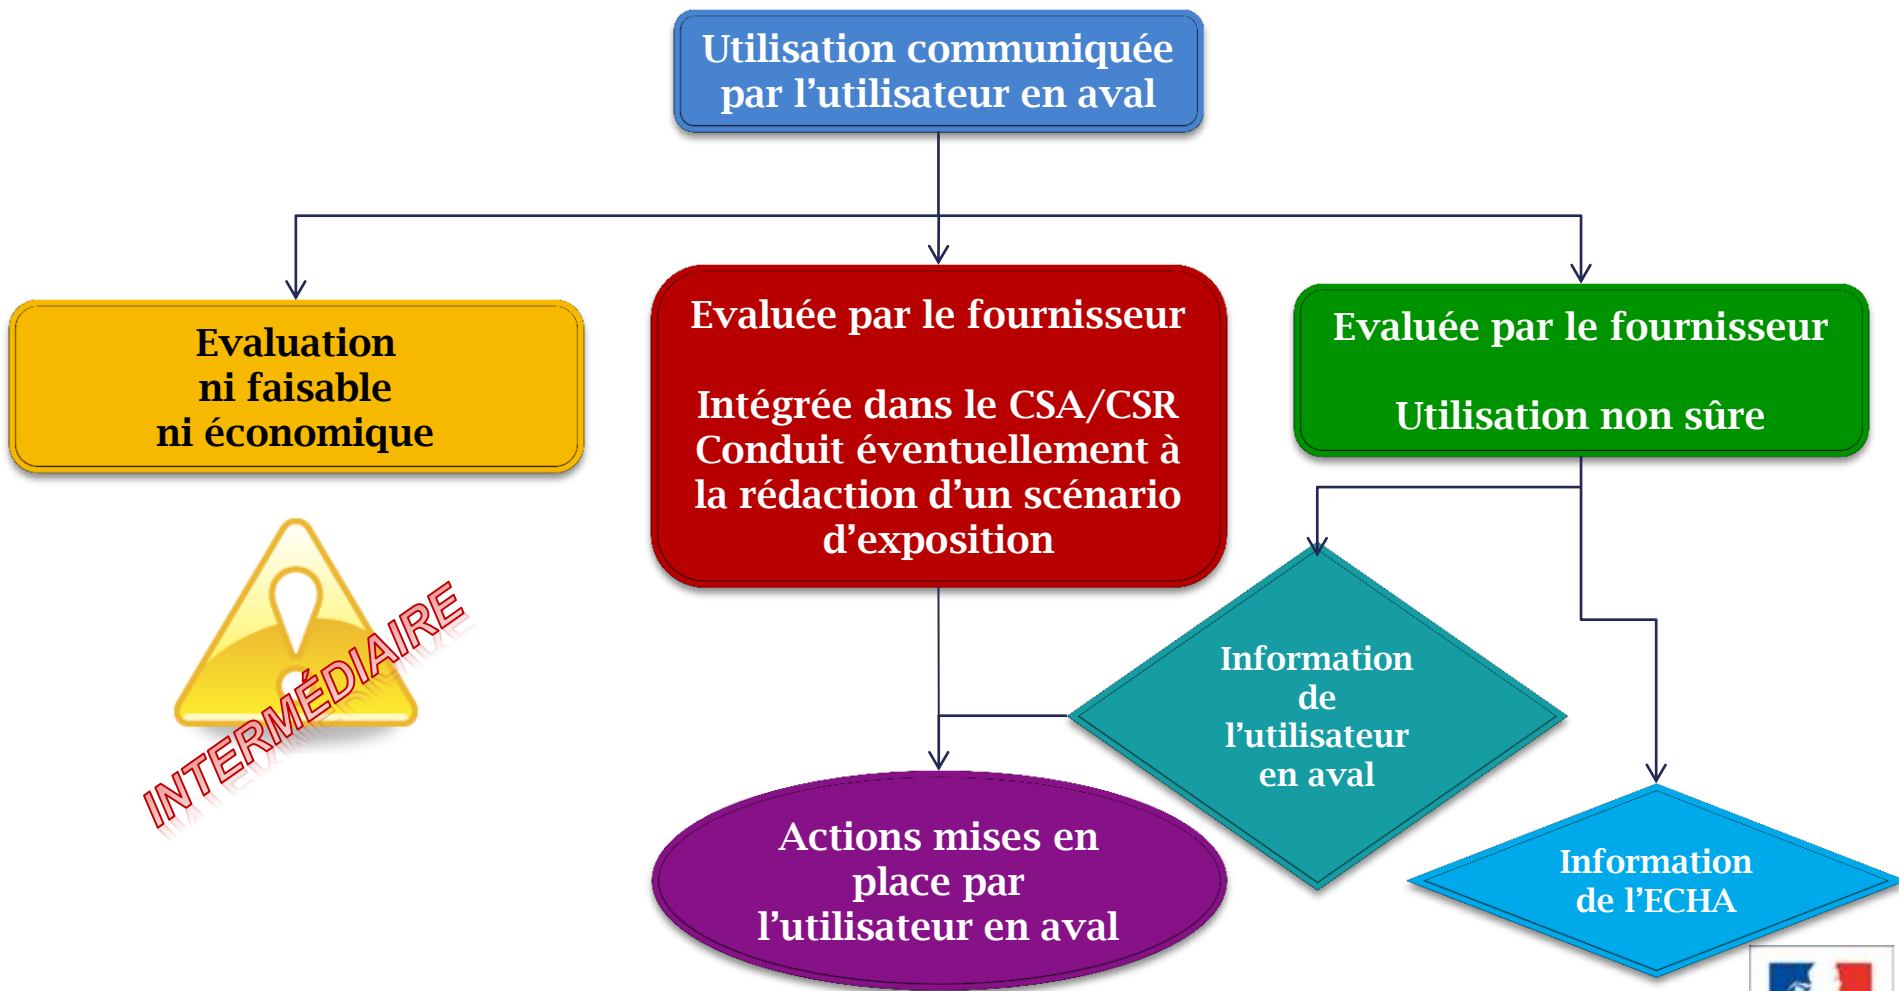 Utilisation communiquée
par l’utilisateur en aval
Evaluation
ni faisable
ni économique
Evaluée par le fournisseur
Intégrée dans le CSA/CSR
Conduit éventuellement à
la rédaction d’un scénario
d’exposition
Evaluée par le fournisseur
Utilisation non sûre
INTERMÉDIAIRE
Information
de
l’utilisateur
en aval
Actions mises en
place par
l’utilisateur en aval
Information
de l’ECHA